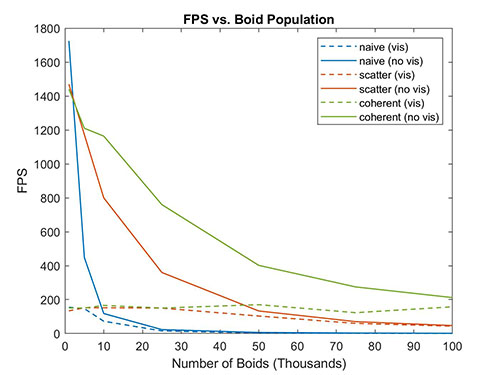 FPS vs. Boid Population
1800
1600
1400
1200
1000
800
600
400
200
0
FPS
naive (vis)
naive (no vis)
scatter (vis)
scatter (no vis)
coherent (vis)
coherent (no vis)
0 10 20 30 40 50 60 70 80 90 100
Number of Boids (Thousands)